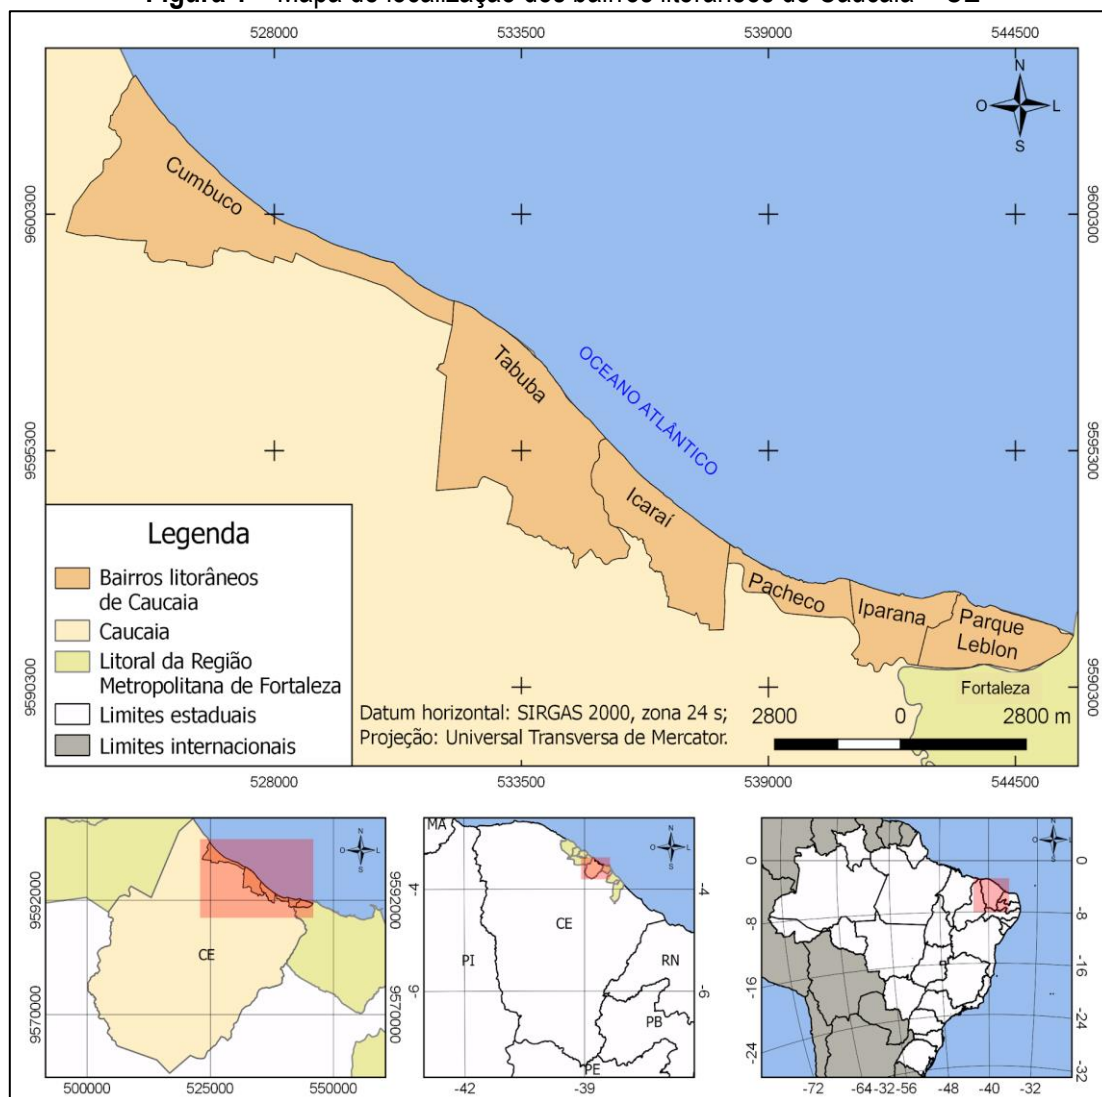 Figura 1 – Mapa de localização dos bairros litorâneos de Caucaia – CE
528000 533500 539000 544500
N
O L
S
9600300 9600300
9595300 9595300
9590300 9590300
Cumbuco
Tabuba
OCEANO ATLÂNTICO
Icaraí
Pacheco
Iparana
Parque
Leblon
Fortaleza
Legenda
Bairros litorâneos
de Caucaia
Caucaia
Litoral da Região
Metropolitana de Fortaleza
Limites estaduais
Limites internacionais
Datum horizontal: SIRGAS 2000, zona 24 s;
Projeção: Universal Transversa de Mercator.
2800 0 2800 m
528000 533500 539000 544500
N
O L
S
9592000 9592000
CE
9570000 9570000
500000 525000 550000
MA
N
O L
S
-4 -4
CE
PI
RN
-6 -6
PB
PE
-42 -39
N
O L
S
0 0
-8 -8
-16 -16
-24 -24
-32
-72 -64 -32 -56 -48 -40 -32